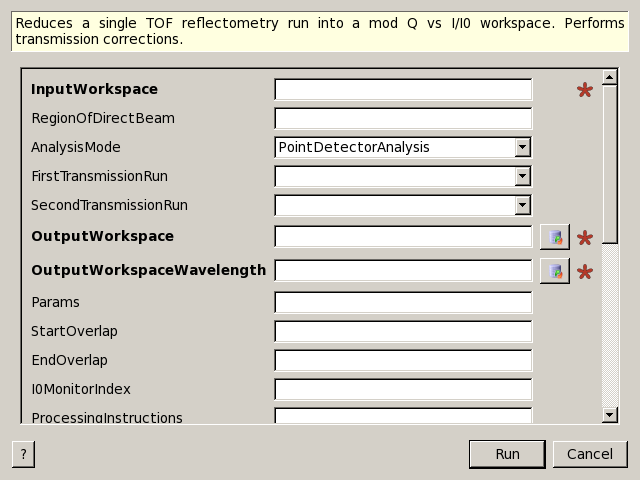 Reduces a single TOF reflectometry run into a mod Q vs I/I0 workspace. Performs
transmission corrections.
InputWorkspace
RegionOfDirectBeam
AnalysisMode PointDetectorAnalysis
FirstTransmissionRun
SecondTransmissionRun
OutputWorkspace
OutputWorkspaceWavelength
Params
StartOverlap
EndOverlap
I0MonitorIndex
ProcessingInstructions
? Run Cancel